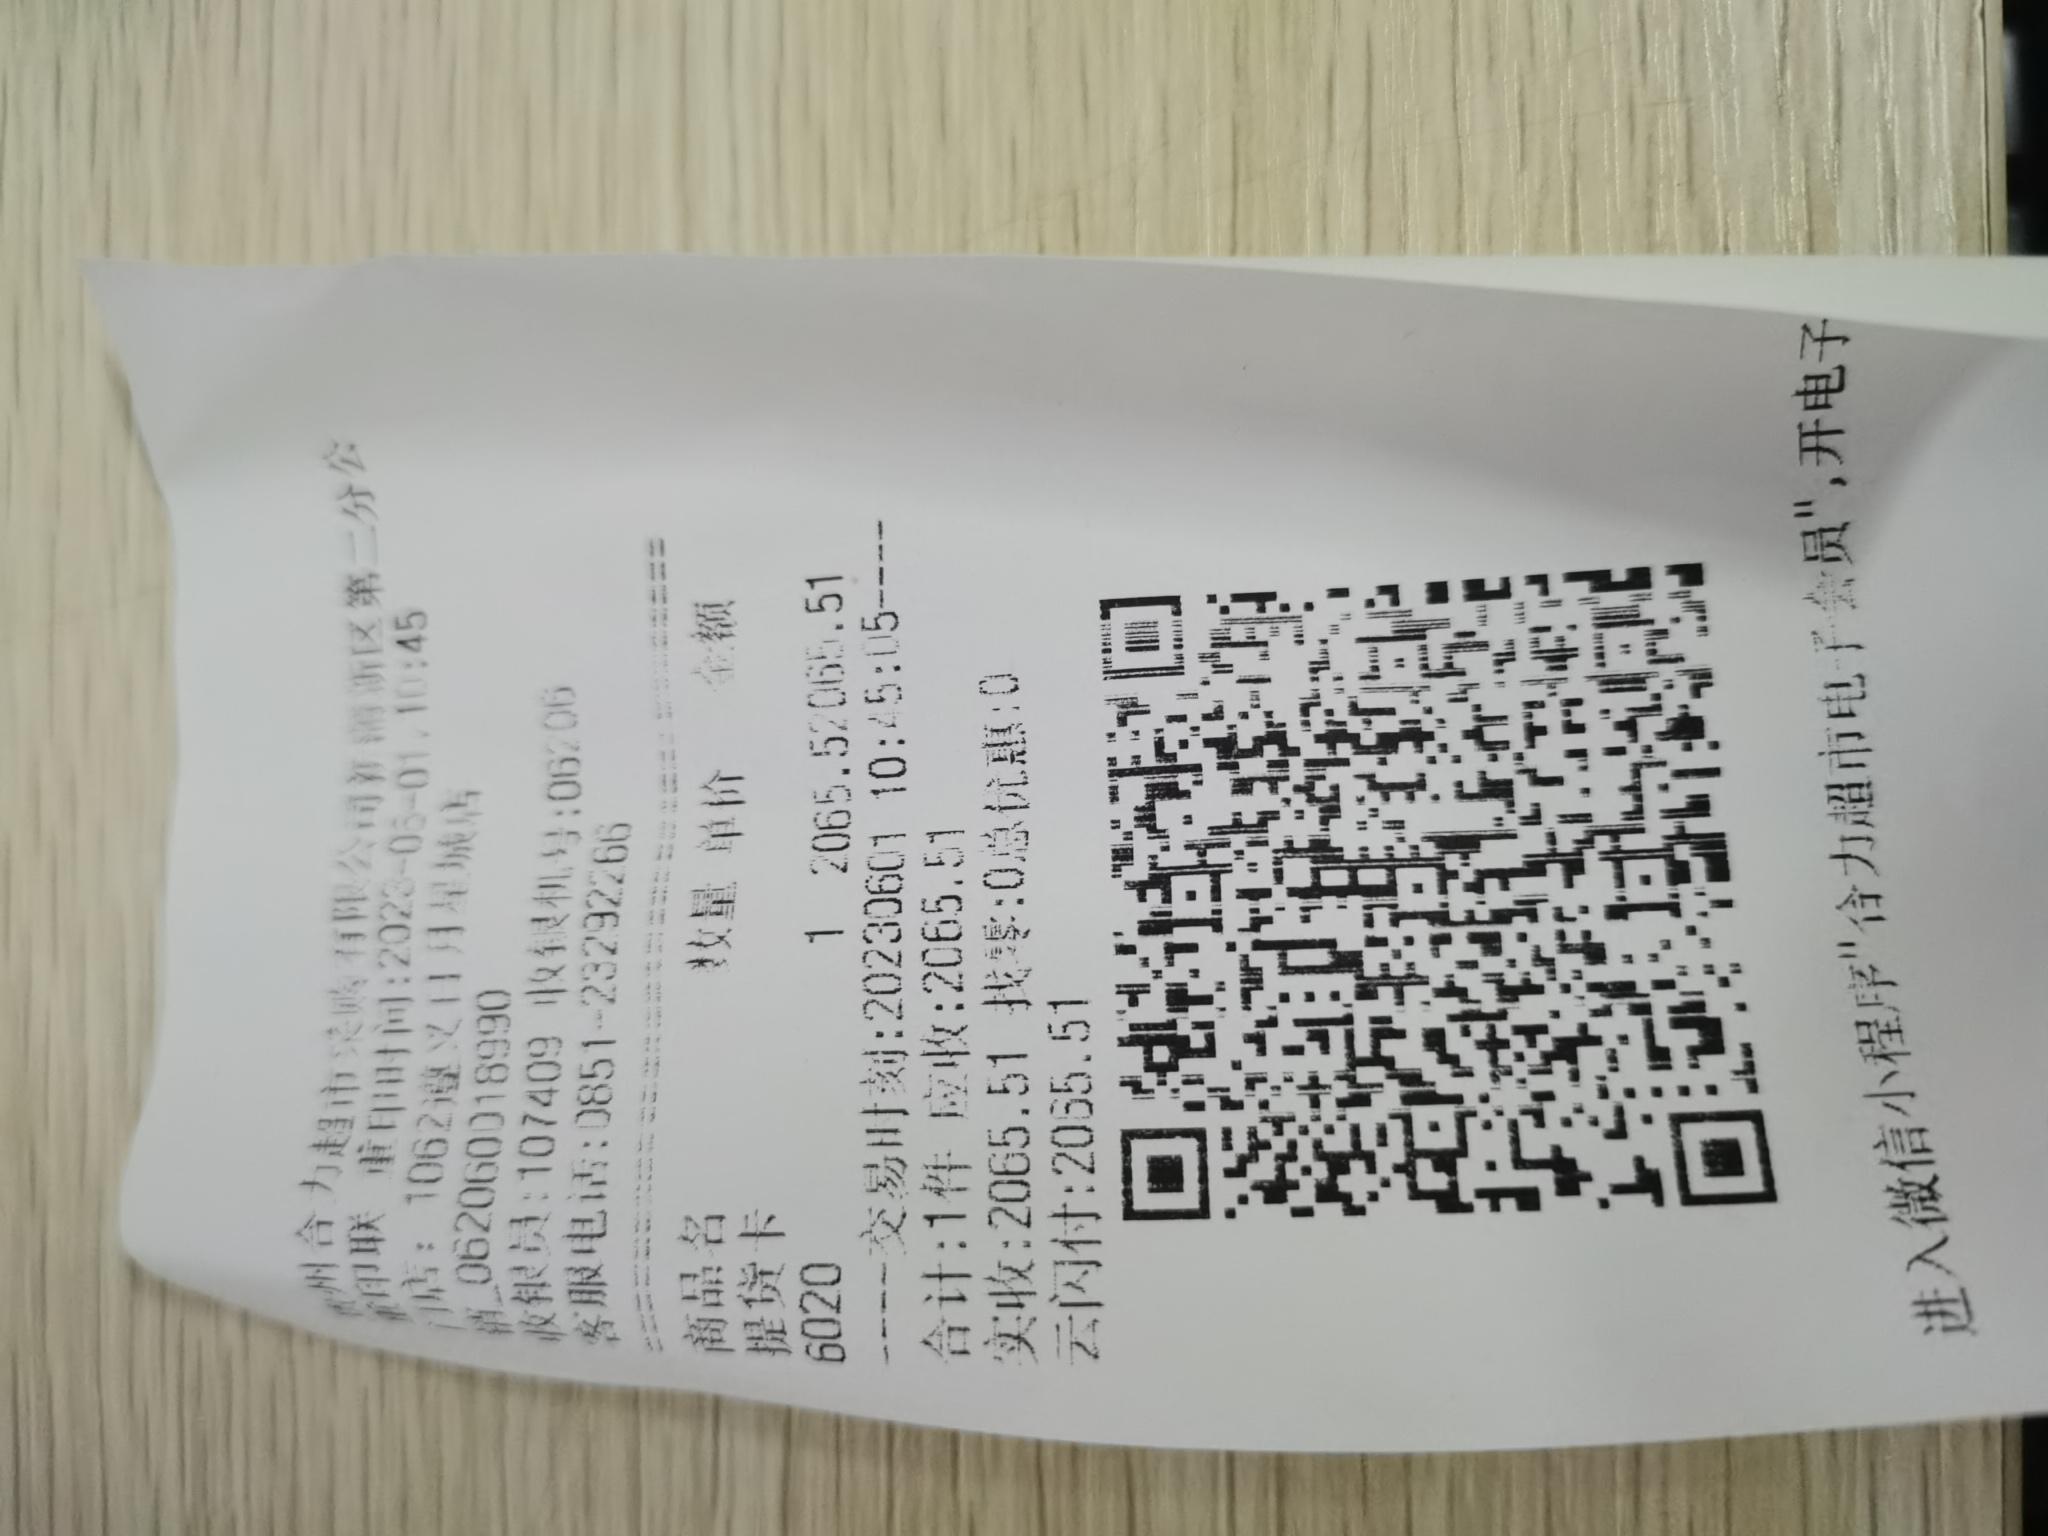 州合力超市采购有限公司新蒲新区第二分公
重印联 重印时间:2023-06-01,10:45
门店: 1062遵义日月星城店
销_0620600018990
收银员:107409 收银机号:06206
客服电话:0851-23292266
商品名 数量 单价 金额
提货卡
6020 1 2065.52065.51
-----交易时刻:20230601 10:45:05----
合计:1件 应收:2065.51
实收:2065.51 找零:0总优惠:0
云闪付:2065.51
进入微信小程序"合力超市电子会员",开电子